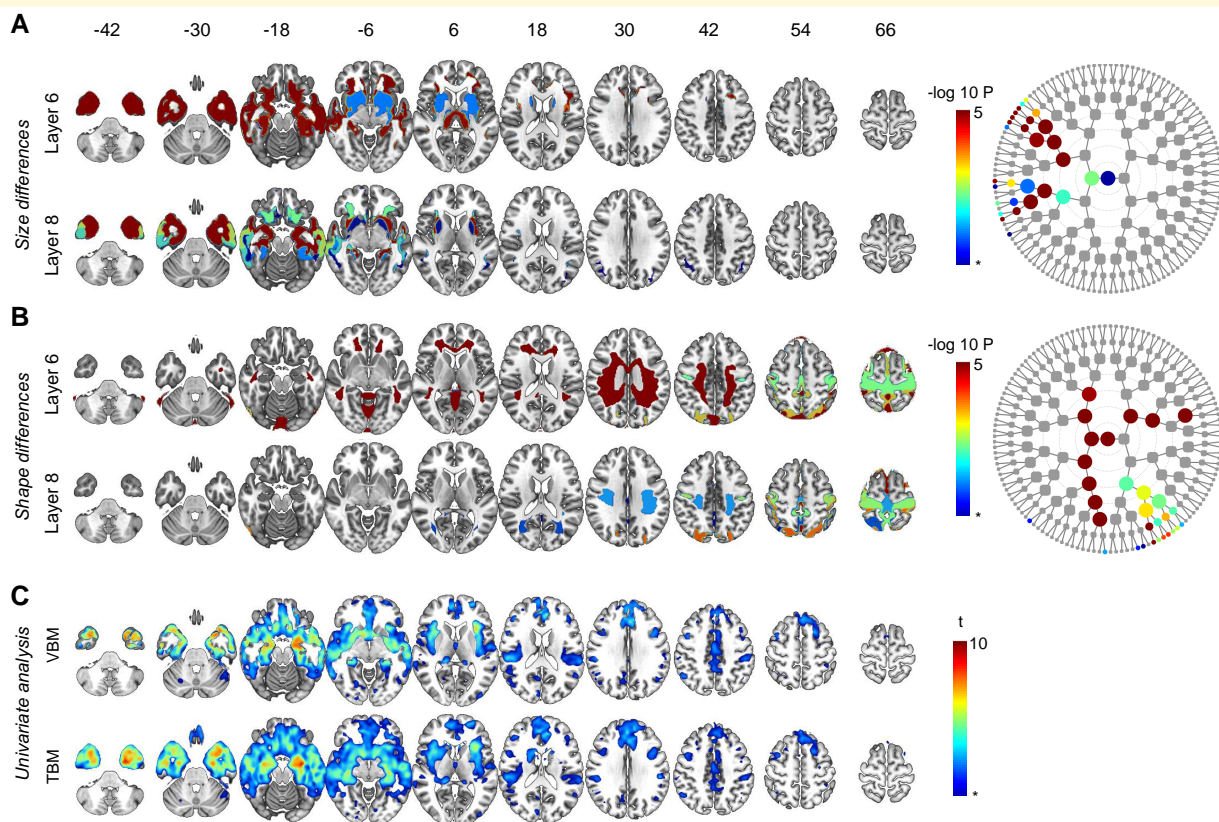 A
-42 -30 -18 -6 6 18 30 42 54 66
Size differences
Layer 6
Layer 8
-log 10 P
5
*
B
Shape differences
Layer 6
Layer 8
-log 10 P
5
*
C
Univariate analysis
VBM
TBM
t
10
*